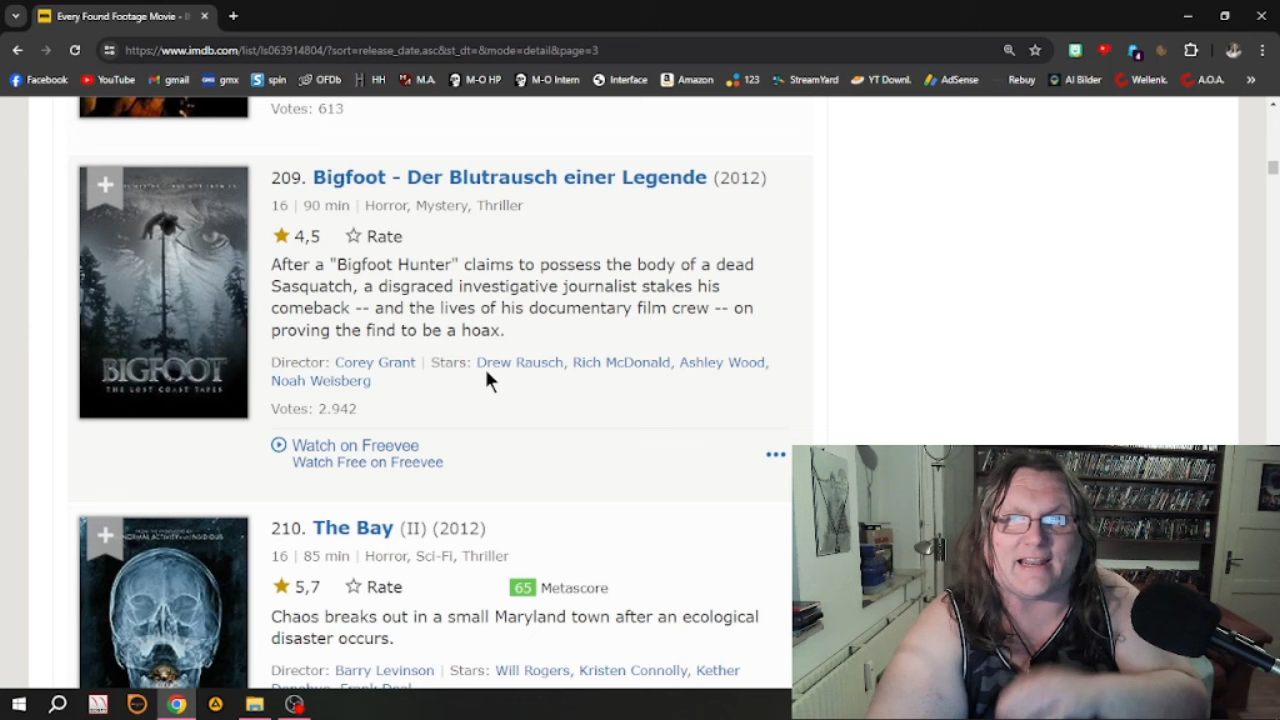 Every Found Footage Movie - I
https://www.imdb.com/list/ls063914804/?sort=release_date,asc&st_dt=&mode=detail&page=3
Facebook YouTube gmail gmx spin OFDb HH M.A M-O HP M-O Intern Interface Amazon 123 StreamYard YT Downl. AdSense Rebuy AI Bilder Wellenk. A.O.A.
Votes: 613
209. Bigfoot - Der Blutrausch einer Legende (2012)
16 | 90 min | Horror, Mystery, Thriller
4,5 Rate
After a "Bigfoot Hunter" claims to possess the body of a dead
Sasquatch, a disgraced investigative journalist stakes his
comeback -- and the lives of his documentary film crew -- on
proving the find to be a hoax.
Director: Corey Grant | Stars: Drew Rausch, Rich McDonald, Ashley Wood,
Noah Weisberg
Votes: 2.942
Watch on Freevee
Watch Free on Freevee
BIGFOOT
THE LOST COAST TAPES
210. The Bay (II) (2012)
16 | 85 min | Horror, Sci-Fi, Thriller
5,7 Rate 65 Metascore
Chaos breaks out in a small Maryland town after an ecological
disaster occurs.
Director: Barry Levinson | Stars: Will Rogers, Kristen Connolly, Kether
Donohue, Frank Deal